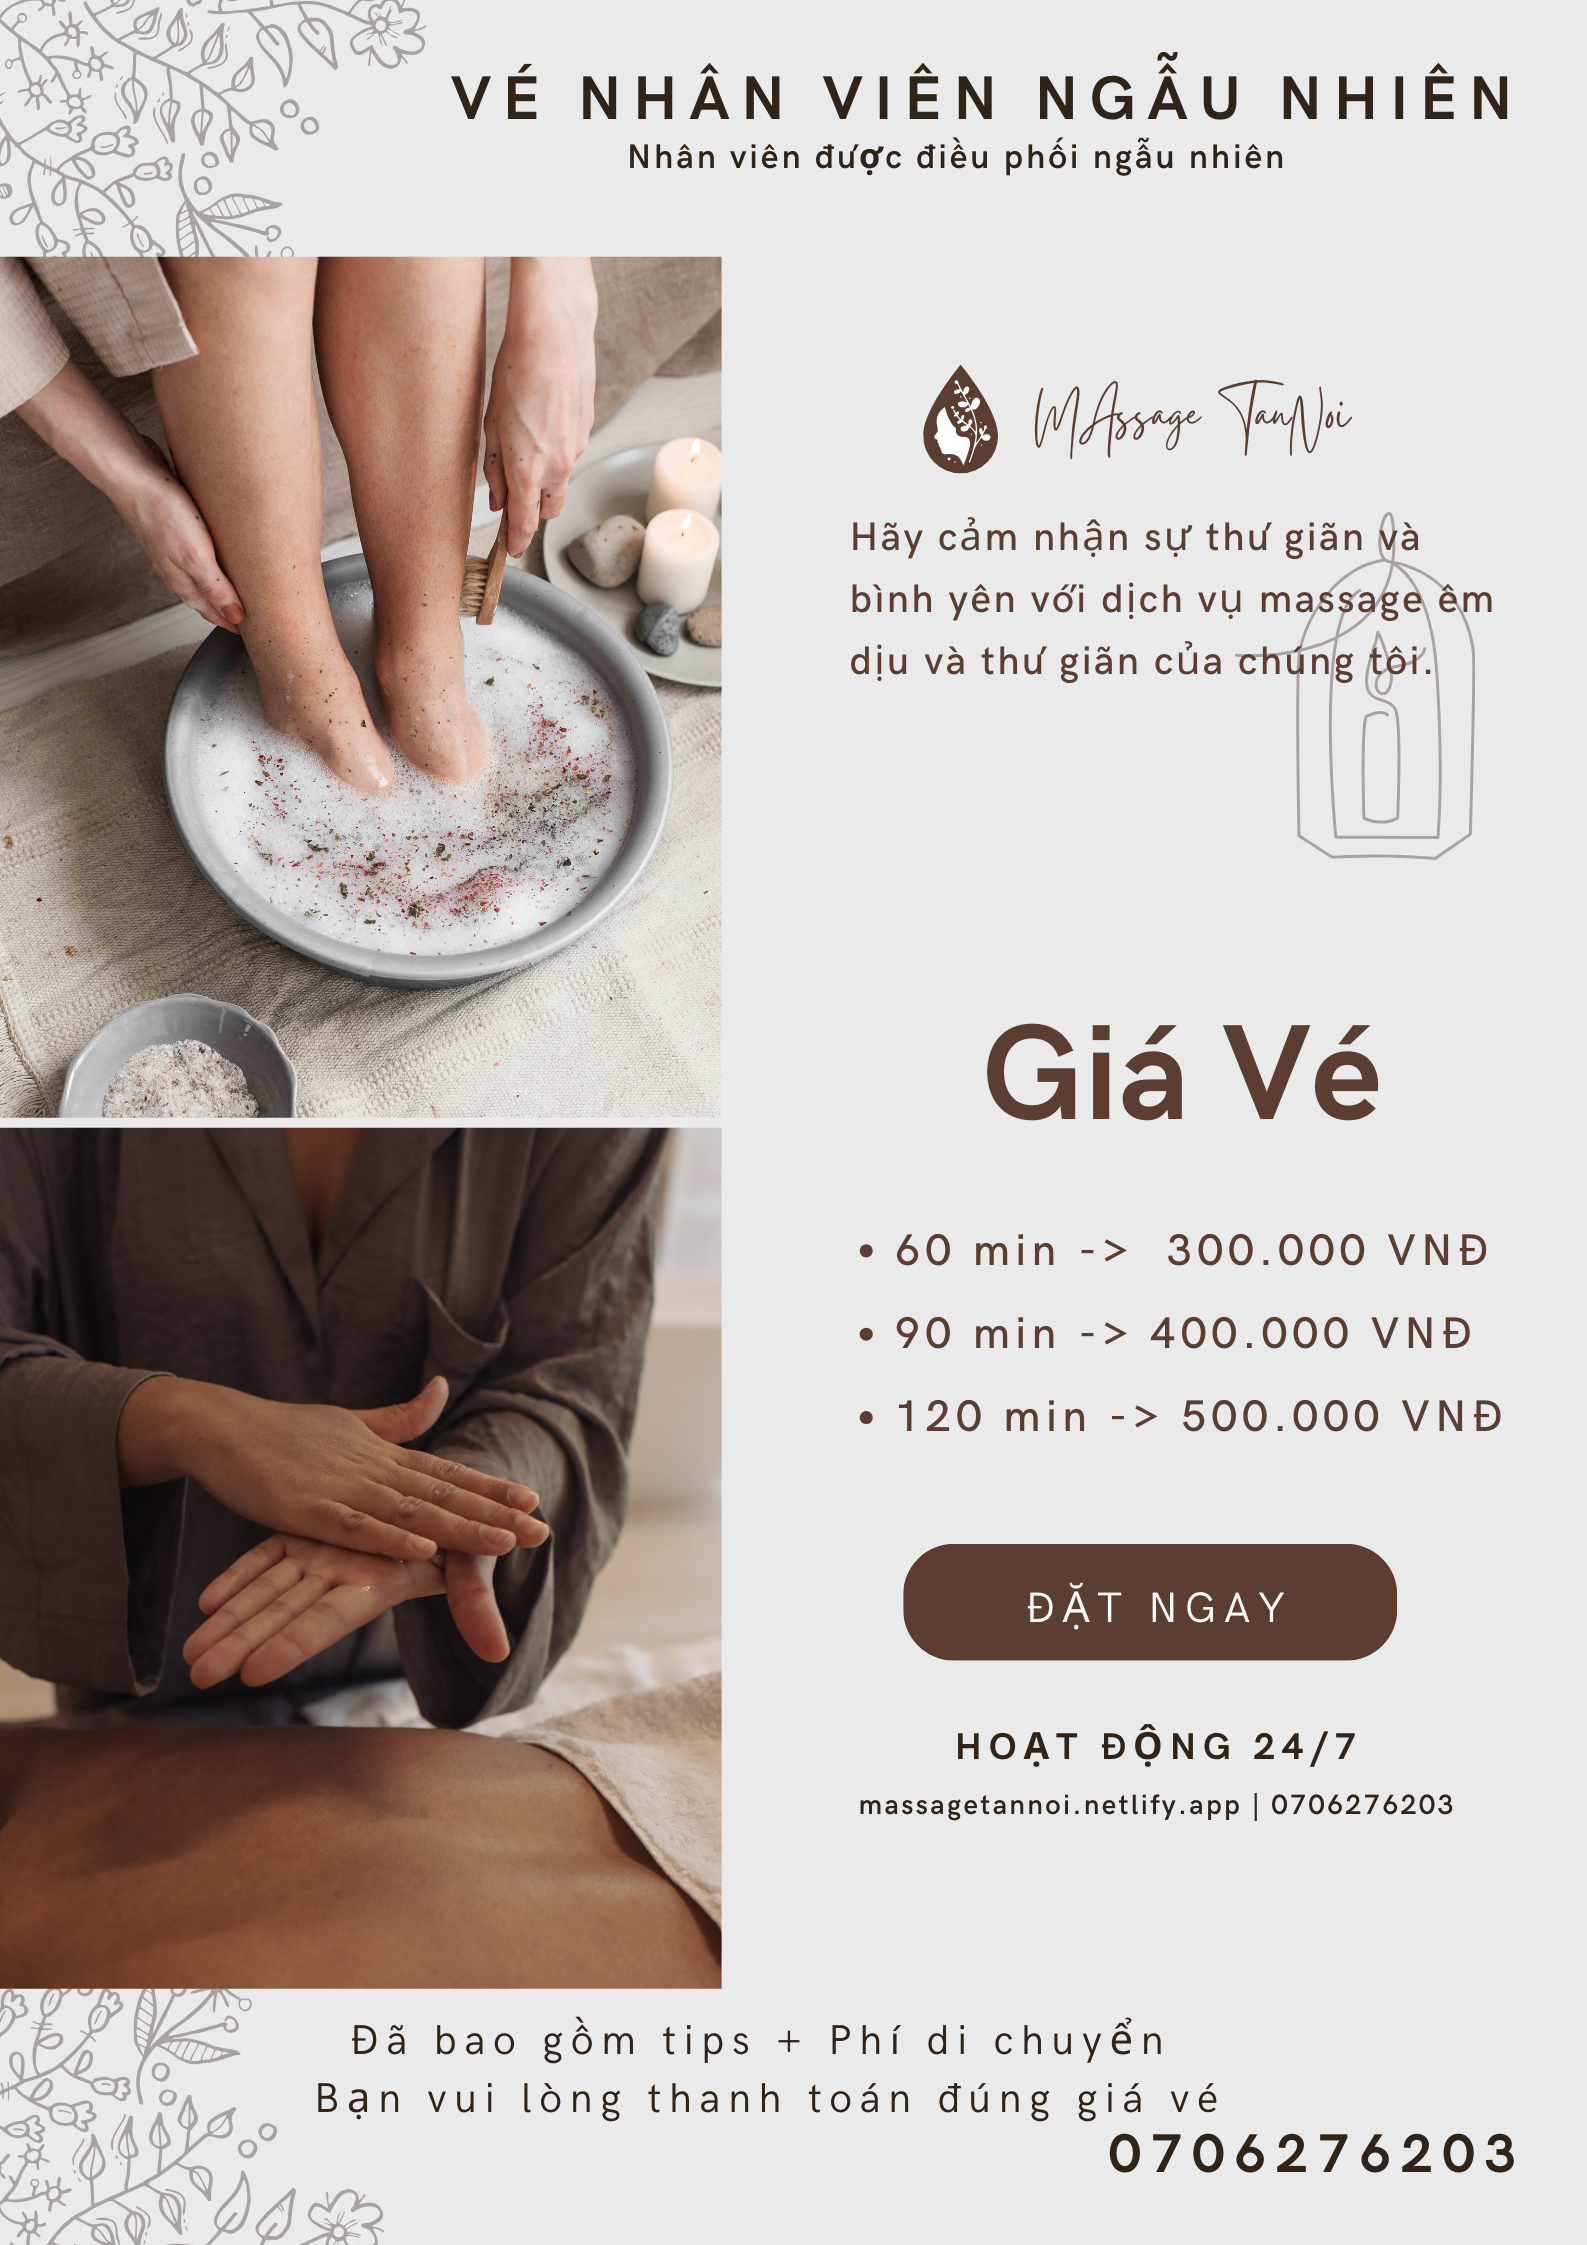 VÉ NHÂN VIÊN NGẪU NHIÊN
Nhân viên được điều phối ngẫu nhiên
MAssage TanNoi
Hãy cảm nhận sự thư giãn và
bình yên với dịch vụ massage êm
dịu và thư giãn của chúng tôi.
Giá Vé
• 60 min -> 300.000 VNĐ
• 90 min -> 400.000 VNĐ
• 120 min -> 500.000 VNĐ
ĐẶT NGAY
HOẠT ĐỘNG 24/7
massagetannoi.netlify.app | 0706276203
Đã bao gồm tips + Phí di chuyển
Bạn vui lòng thanh toán đúng giá vé
0706276203